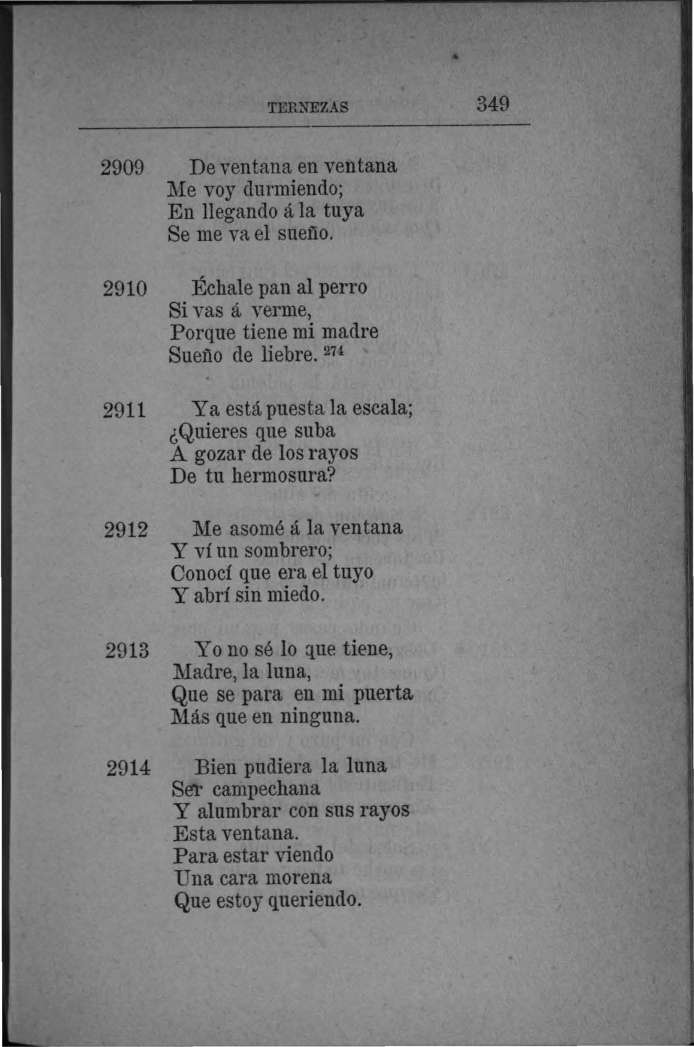 TERNEZAS 349
2909 De ventana en ventana
Me voy durmiendo;
En llegando á la tuya
Se me va el sueño.
2910 Échale pan al perro
Si vas á verme,
Porque tiene mi madre
Sueño de liebre. 274
2911 Ya está puesta la escala;
¿Quieres que suba
A gozar de los rayos
De tu hermosura?
2912 Me asomé á la ventana
Y ví un sombrero;
Conocí que era el tuyo
Y abrí sin miedo.
2913 Yo no sé lo que tiene,
Madre, la luna,
Que se para en mi puerta
Más que en ninguna.
2914 Bien pudiera la luna
Ser campechana
Y alumbrar con sus rayos
Esta ventana.
Para estar viendo
Una cara morena
Que estoy queriendo.